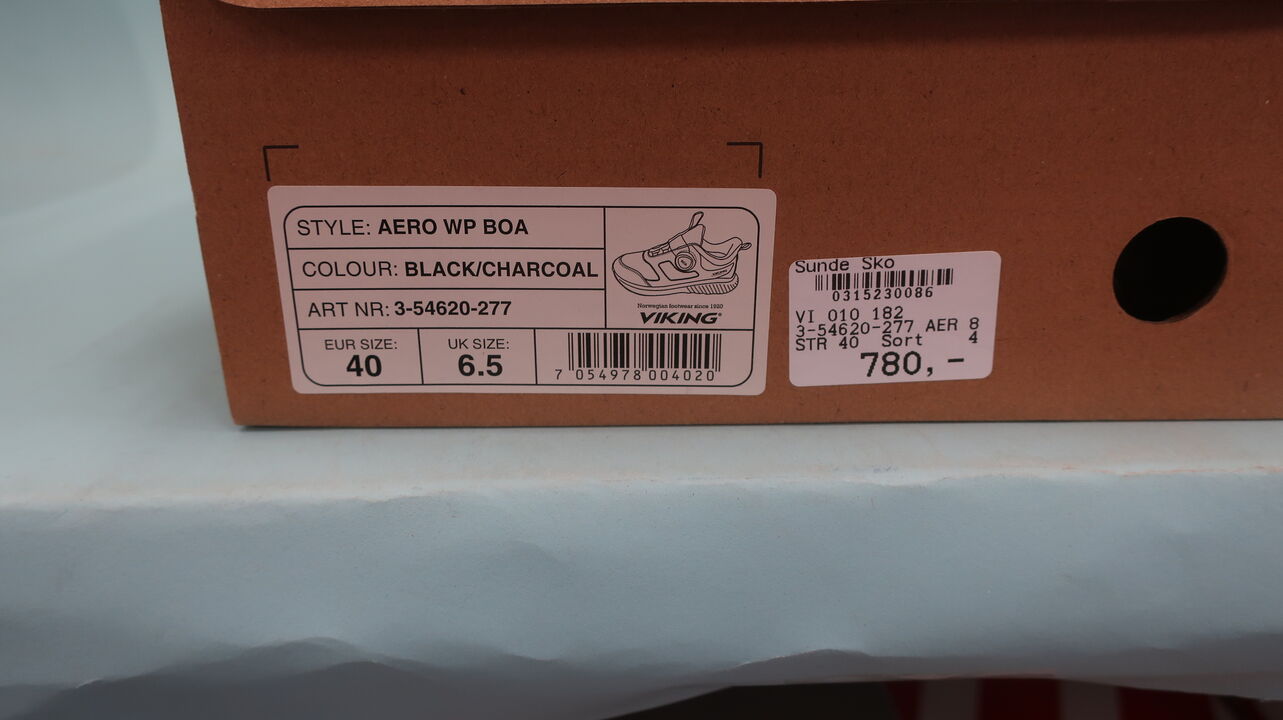 STYLE: AERO WP BOA
COLOUR: BLACK/CHARCOAL
ART NR: 3-54620-277
VIKING
Norwegian footwear since 1920
VIKING
EUR SIZE:
40
UK SIZE:
6.5
7 054978 004020
Sunde Sko
0315230086
VI 010 182
3-54620-277 AER 8
STR 40 Sort 4
780,-